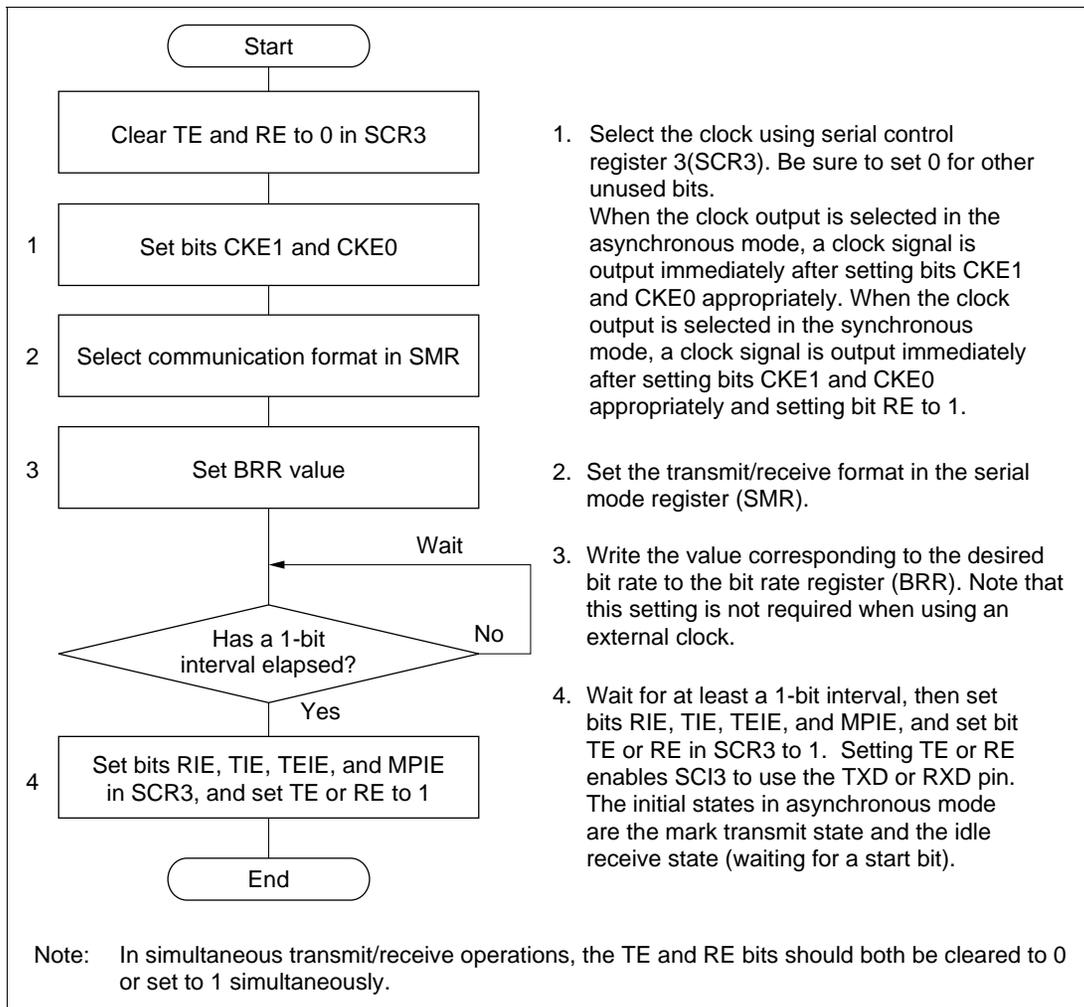 Start
Clear TE and RE to 0 in SCR3
1
Set bits CKE1 and CKE0
2
Select communication format in SMR
3
Set BRR value
Wait
Has a 1-bit
interval elapsed?
No
Yes
4
Set bits RIE, TIE, TEIE, and MPIE
in SCR3, and set TE or RE to 1
End
1. Select the clock using serial control
register 3(SCR3). Be sure to set 0 for other
unused bits.
When the clock output is selected in the
asynchronous mode, a clock signal is
output immediately after setting bits CKE1
and CKE0 appropriately. When the clock
output is selected in the synchronous
mode, a clock signal is output immediately
after setting bits CKE1 and CKE0
appropriately and setting bit RE to 1.
2. Set the transmit/receive format in the serial
mode register (SMR).
3. Write the value corresponding to the desired
bit rate to the bit rate register (BRR). Note that
this setting is not required when using an
external clock.
4. Wait for at least a 1-bit interval, then set
bits RIE, TIE, TEIE, and MPIE, and set bit
TE or RE in SCR3 to 1. Setting TE or RE
enables SCI3 to use the TXD or RXD pin.
The initial states in asynchronous mode
are the mark transmit state and the idle
receive state (waiting for a start bit).
Note: In simultaneous transmit/receive operations, the TE and RE bits should both be cleared to 0
or set to 1 simultaneously.